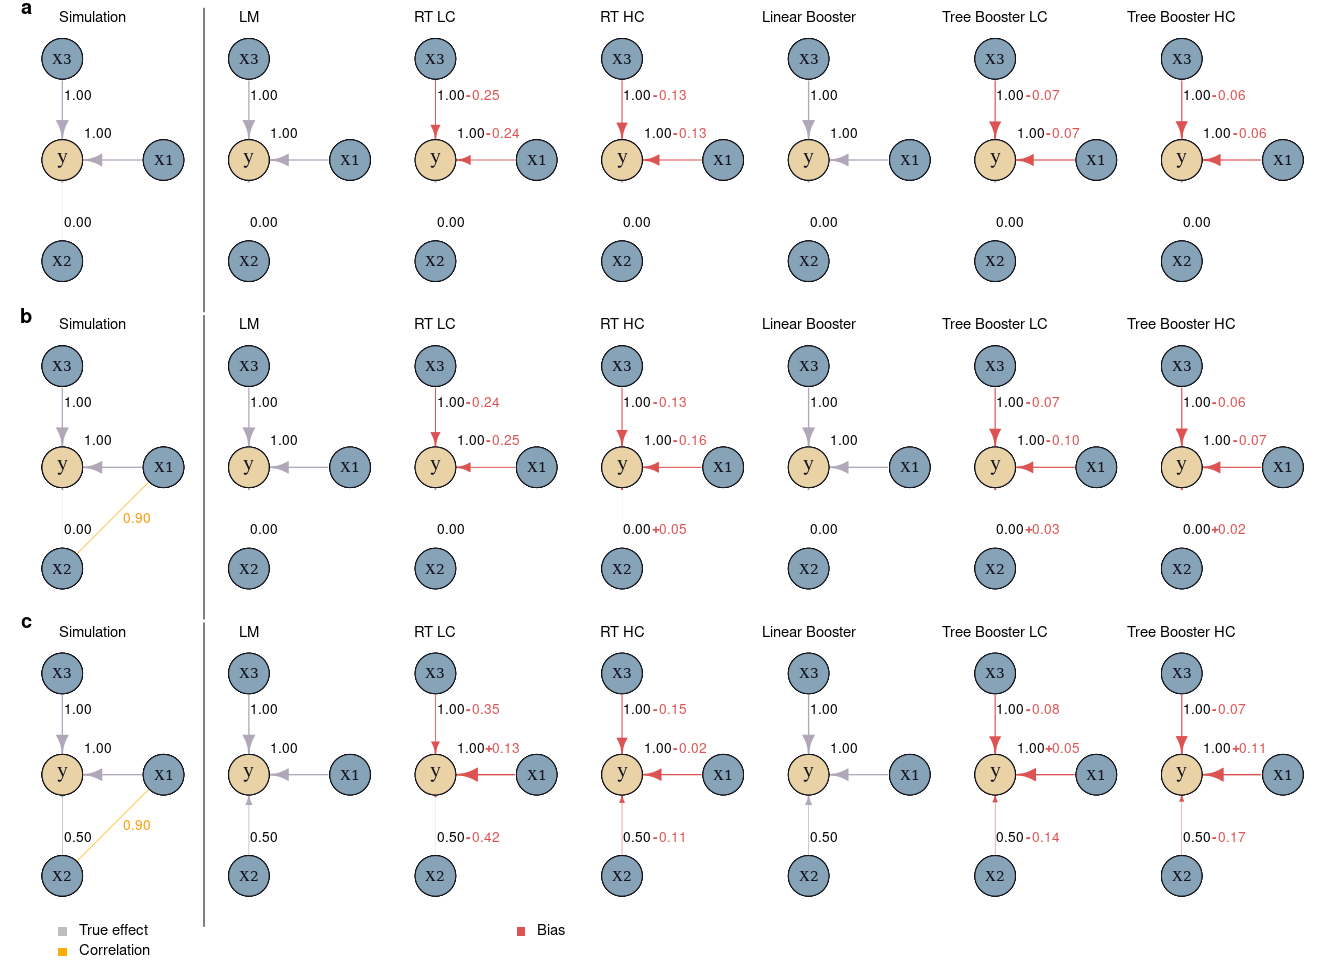 a
Simulation LM RT LC RT HC Linear Booster Tree Booster LC Tree Booster HC
X3 X3 X3 X3 X3 X3 X3
1.00 1.00 1.00-0.25 1.00-0.13 1.00 1.00-0.07 1.00-0.06
1.00 1.00 1.00-0.24 1.00-0.13 1.00 1.00-0.07 1.00-0.06
y X1 y X1 y X1 y X1 y X1 y X1 y X1
0.00 0.00 0.00 0.00 0.00 0.00 0.00
X2 X2 X2 X2 X2 X2 X2
b
Simulation LM RT LC RT HC Linear Booster Tree Booster LC Tree Booster HC
X3 X3 X3 X3 X3 X3 X3
1.00 1.00 1.00-0.24 1.00-0.13 1.00 1.00-0.07 1.00-0.06
1.00 1.00 1.00-0.25 1.00-0.16 1.00 1.00-0.10 1.00-0.07
y X1 y X1 y X1 y X1 y X1 y X1 y X1
0.90
0.00 0.00 0.00 0.00+0.05 0.00 0.00+0.03 0.00+0.02
X2 X2 X2 X2 X2 X2 X2
c
Simulation LM RT LC RT HC Linear Booster Tree Booster LC Tree Booster HC
X3 X3 X3 X3 X3 X3 X3
1.00 1.00 1.00-0.35 1.00-0.15 1.00 1.00-0.08 1.00-0.07
1.00 1.00 1.00+0.13 1.00-0.02 1.00 1.00+0.05 1.00+0.11
y X1 y X1 y X1 y X1 y X1 y X1 y X1
0.90
0.50 0.50 0.50-0.42 0.50-0.11 0.50 0.50-0.14 0.50-0.17
X2 X2 X2 X2 X2 X2 X2
True effect Bias
Correlation